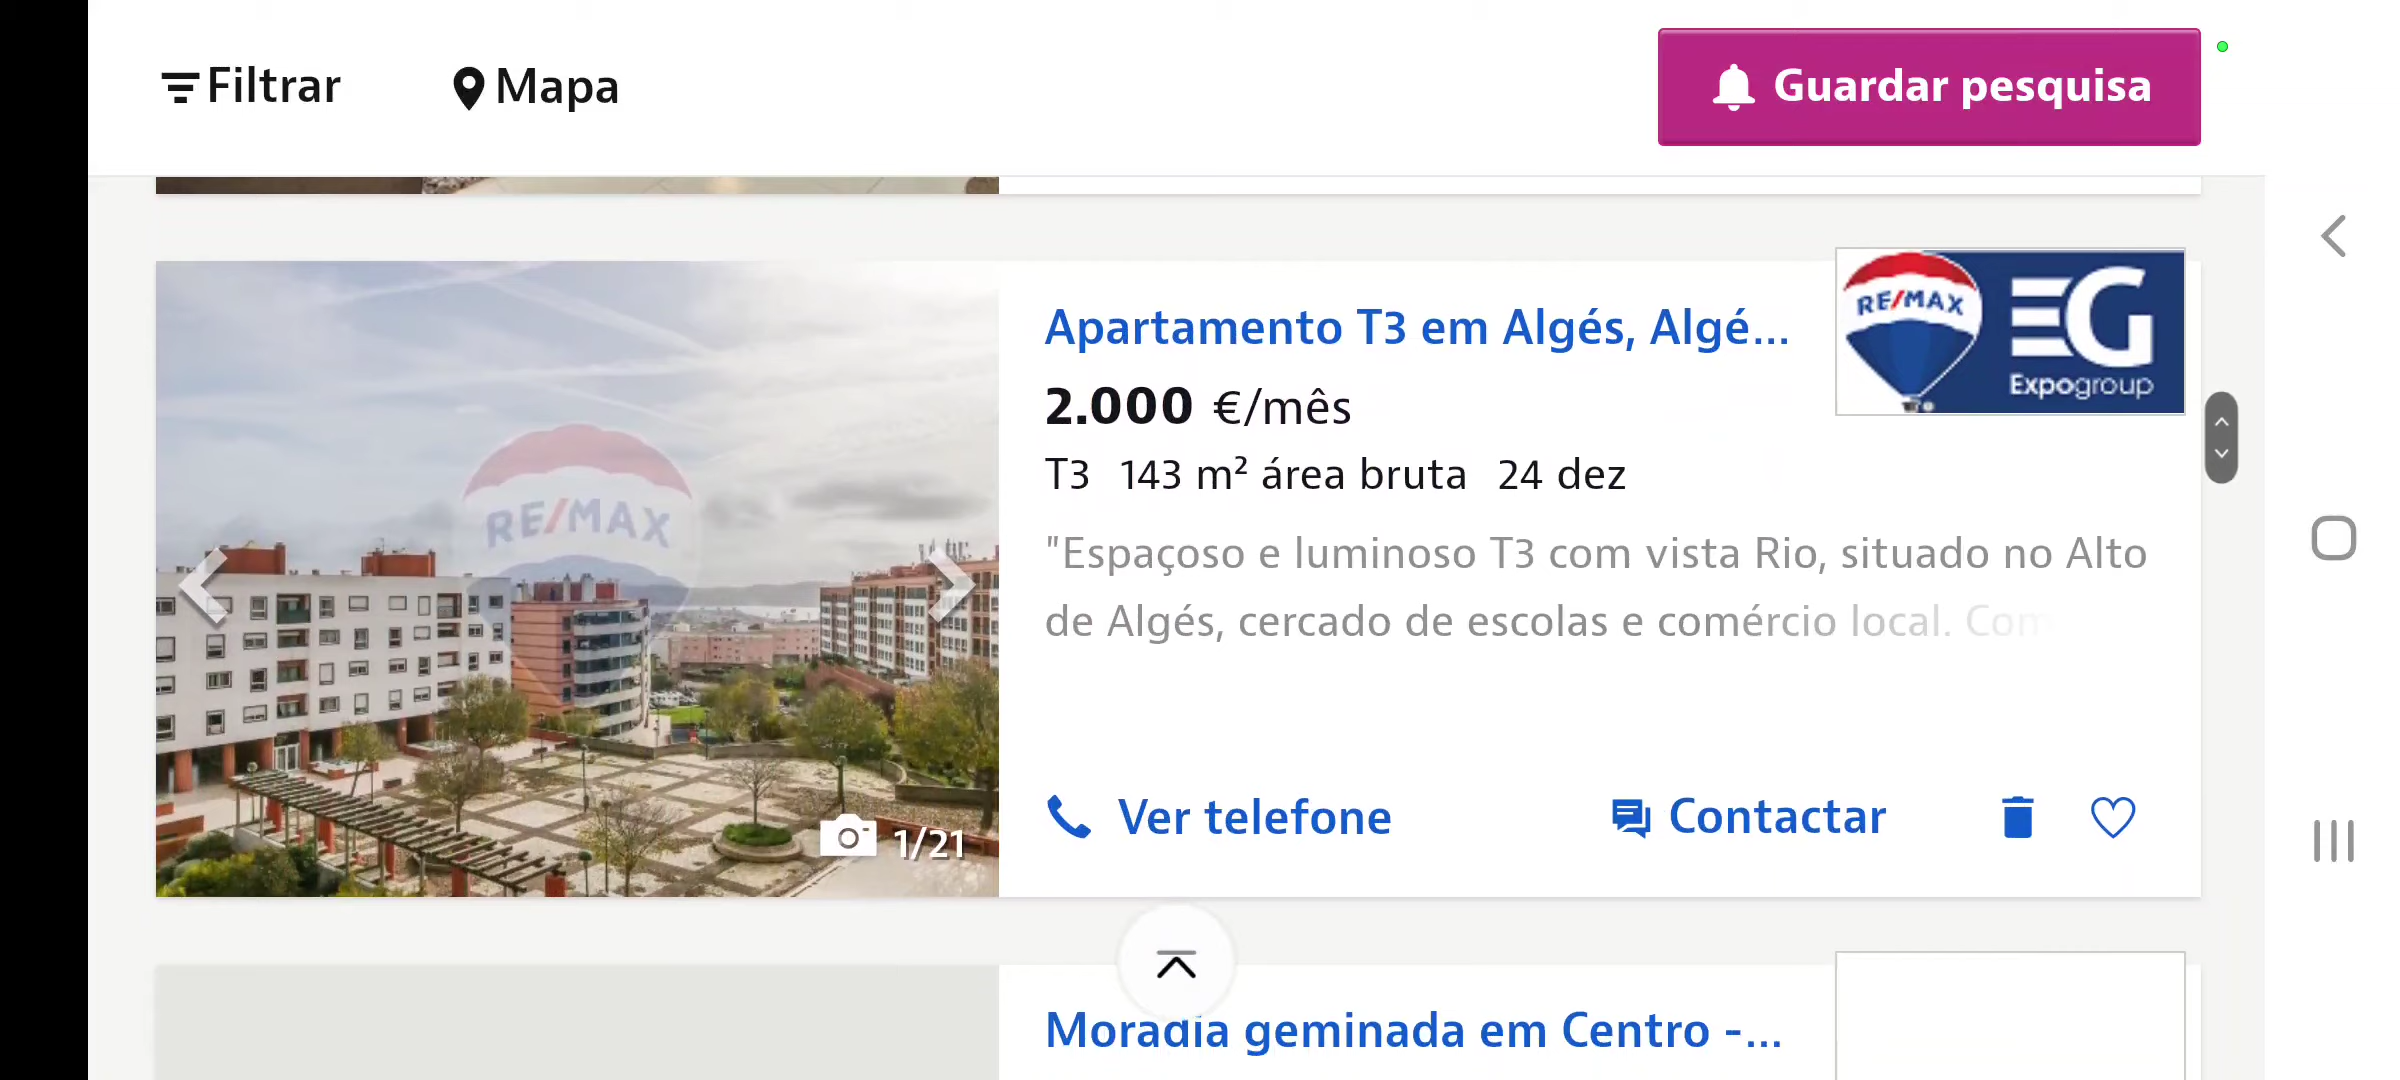 Filtrar
Mapa
Guardar pesquisa
RE/MAX
1/21
Apartamento T3 em Algés, Algé...
RE/MAX
EG
Expogroup
2.000 €/mês
T3 143 m² área bruta 24 dez
"Espaçoso e luminoso T3 com vista Rio, situado no Alto
de Algés, cercado de escolas e comércio local. Com
Ver telefone
Contactar
Moradia geminada em Centro -...